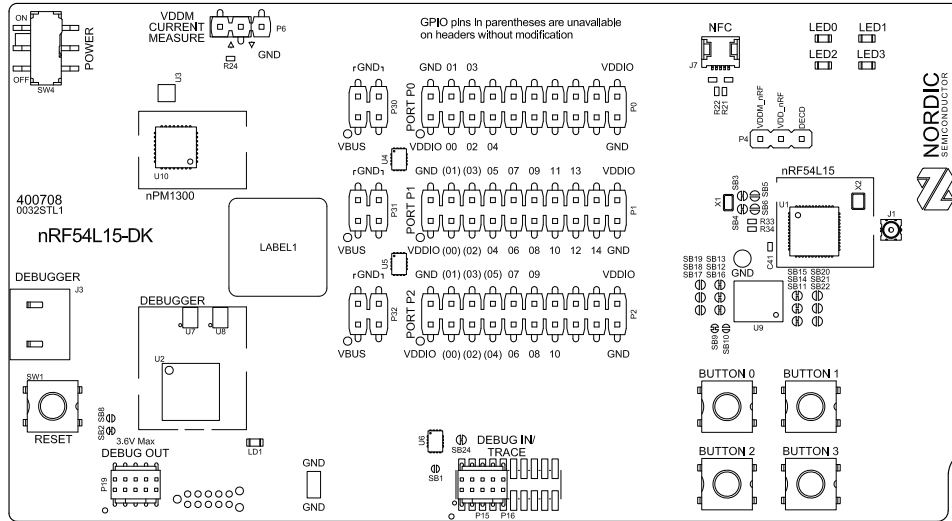 ON
OFF
SW4
POWER
VDDM
CURRENT
MEASURE
P6
GND
R24
U3
U10
nPM1300
400708
0032STL1
nRF54L15-DK
LABEL1
GPIO pins in parentheses are unavailable
on headers without modification
GND
VBUS
P30
PORT P0
GND 01 03 VDDIO
VDDIO 00 02 04 GND
P0
U4
GND
VBUS
P31
PORT P1
GND (01) (03) 05 07 09 11 13 VDDIO
VDDIO (00) (02) 04 06 08 10 12 14 GND
P1
U5
GND
VBUS
P32
PORT P2
GND (01) (03) (05) 07 09 VDDIO
VDDIO (00) (02) (04) 06 08 10 GND
P2
NFC
J7
R22
R21
LED0 LED1
LED2 LED3
NORDIC
SEMICONDUCTOR
VDDM_nRF
VDD_nRF
DECD
P4
nRF54L15
SB3
SB5
SB4
SB6
X1
U1
X2
R33
R34
J1
C41
GND
SB19 SB13
SB18 SB12
SB17 SB16
SB15 SB20
SB14 SB21
SB11 SB22
U9
SB9
SB10
DEBUGGER
J3
DEBUGGER
U7
U8
U2
SW1
RESET
SB8
SB2
3.6V Max
DEBUG OUT
P19
LD1
GND
GND
U6
SB24
SB1
DEBUG IN/
TRACE
P15 P16
BUTTON 0 BUTTON 1
BUTTON 2 BUTTON 3